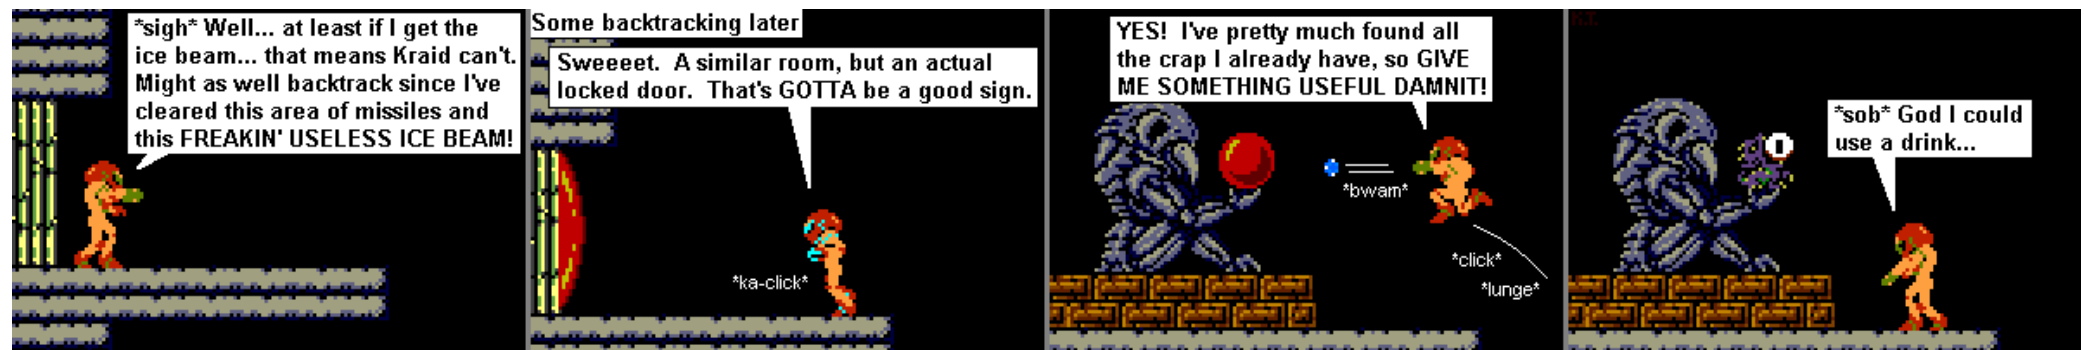 *sigh* Well... at least if I get the
ice beam... that means Kraid can't.
Might as well backtrack since I've
cleared this area of missiles and
this FREAKIN' USELESS ICE BEAM!
Some backtracking later
Sweeeet. A similar room, but an actual
locked door. That's GOTTA be a good sign.
*ka-click*
YES! I've pretty much found all
the crap I already have, so GIVE
ME SOMETHING USEFUL DAMNIT!
*bwam*
*click*
*lunge*
*sob* God I could
use a drink...